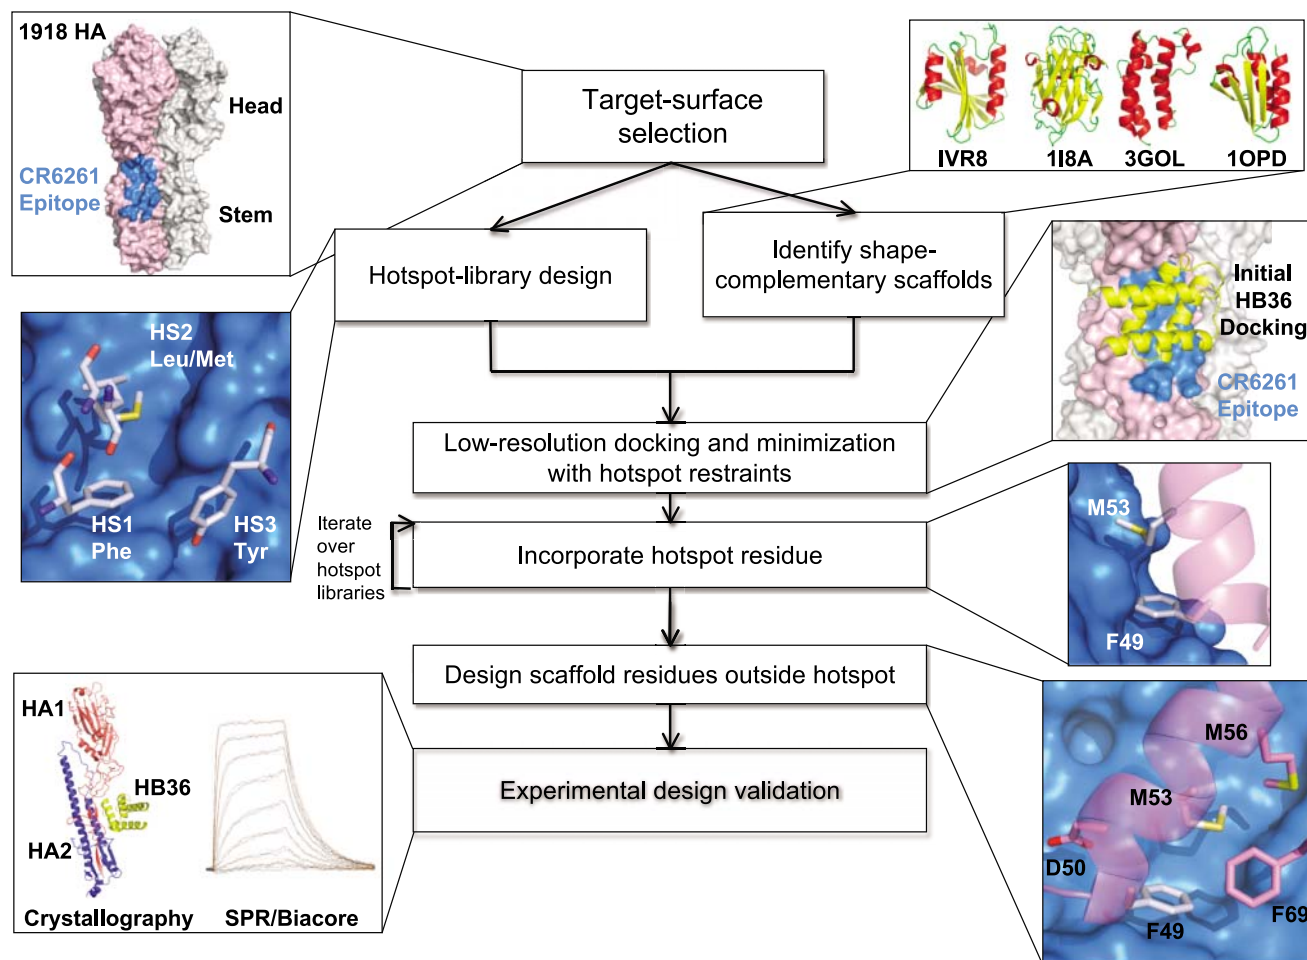 1918 HA
Head
CR6261
Epitope
Stem
Target-surface
selection
IVR8
1I8A
3GOL
1OPD
Hotspot-library design
Identify shape-
complementary scaffolds
Initial
HB36
Docking
CR6261
Epitope
HS2
Leu/Met
HS1
Phe
HS3
Tyr
Low-resolution docking and minimization
with hotspot restraints
Iterate
over
hotspot
libraries
Incorporate hotspot residue
M53
F49
Design scaffold residues outside hotspot
HA1
HB36
HA2
Crystallography
SPR/Biacore
Experimental design validation
M56
M53
D50
F49
F69